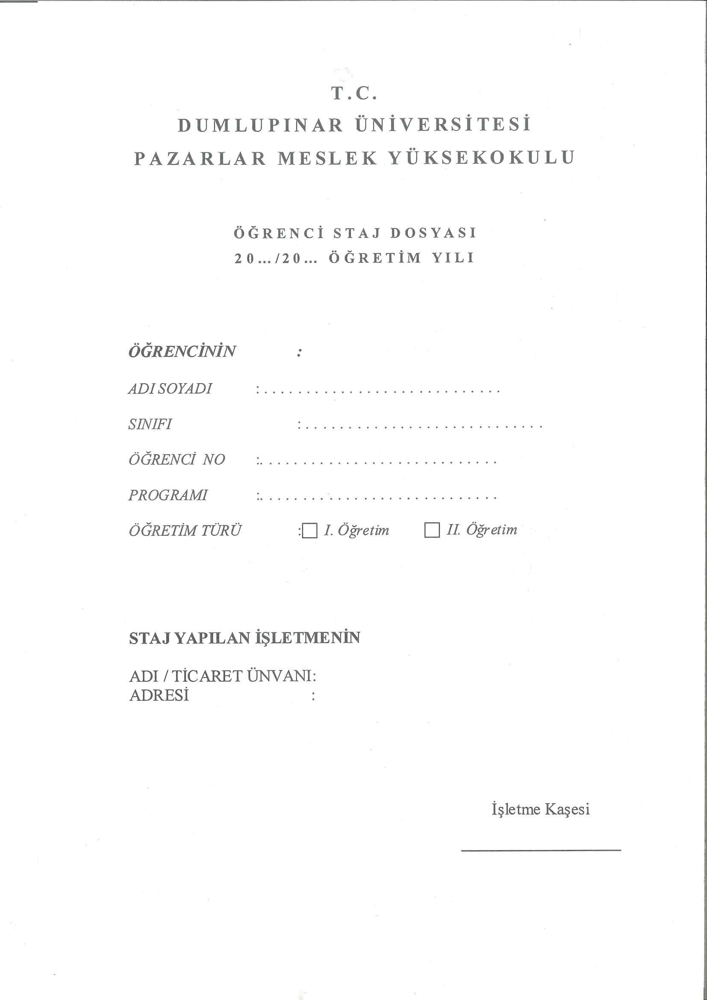 T.C.
DUMLUPINAR ÜNİVERSİTESİ
PAZARLAR MESLEK YÜKSEKOKULU
ÖĞRENCİ STAJ DOSYASI
20.../20... ÖĞRETİM YILI
ÖĞRENCİNİN :
ADI SOYADI :............................
SINIFI :............................
ÖĞRENCİ NO :............................
PROGRAMI :............................
ÖĞRETİM TÜRÜ :☐ I. Öğretim ☐ II. Öğretim
STAJ YAPILAN İŞLETMENİN
ADI / TİCARET ÜNVANI:
ADRESİ :
İşletme Kaşesi